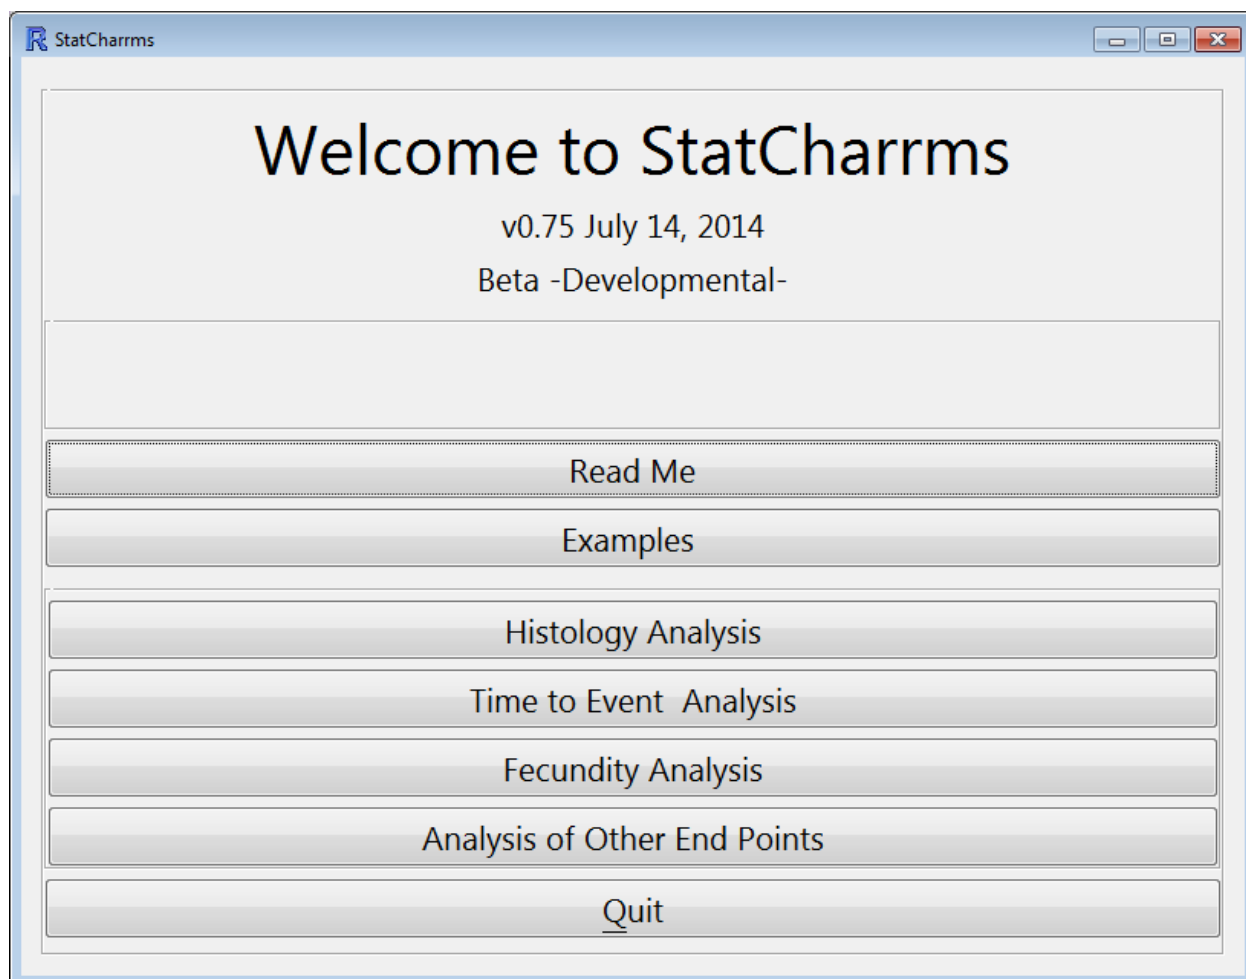 StatCharrms
Welcome to StatCharrms
v0.75 July 14, 2014
Beta -Developmental-
Read Me
Examples
Histology Analysis
Time to Event  Analysis
Fecundity Analysis
Analysis of Other End Points
Quit